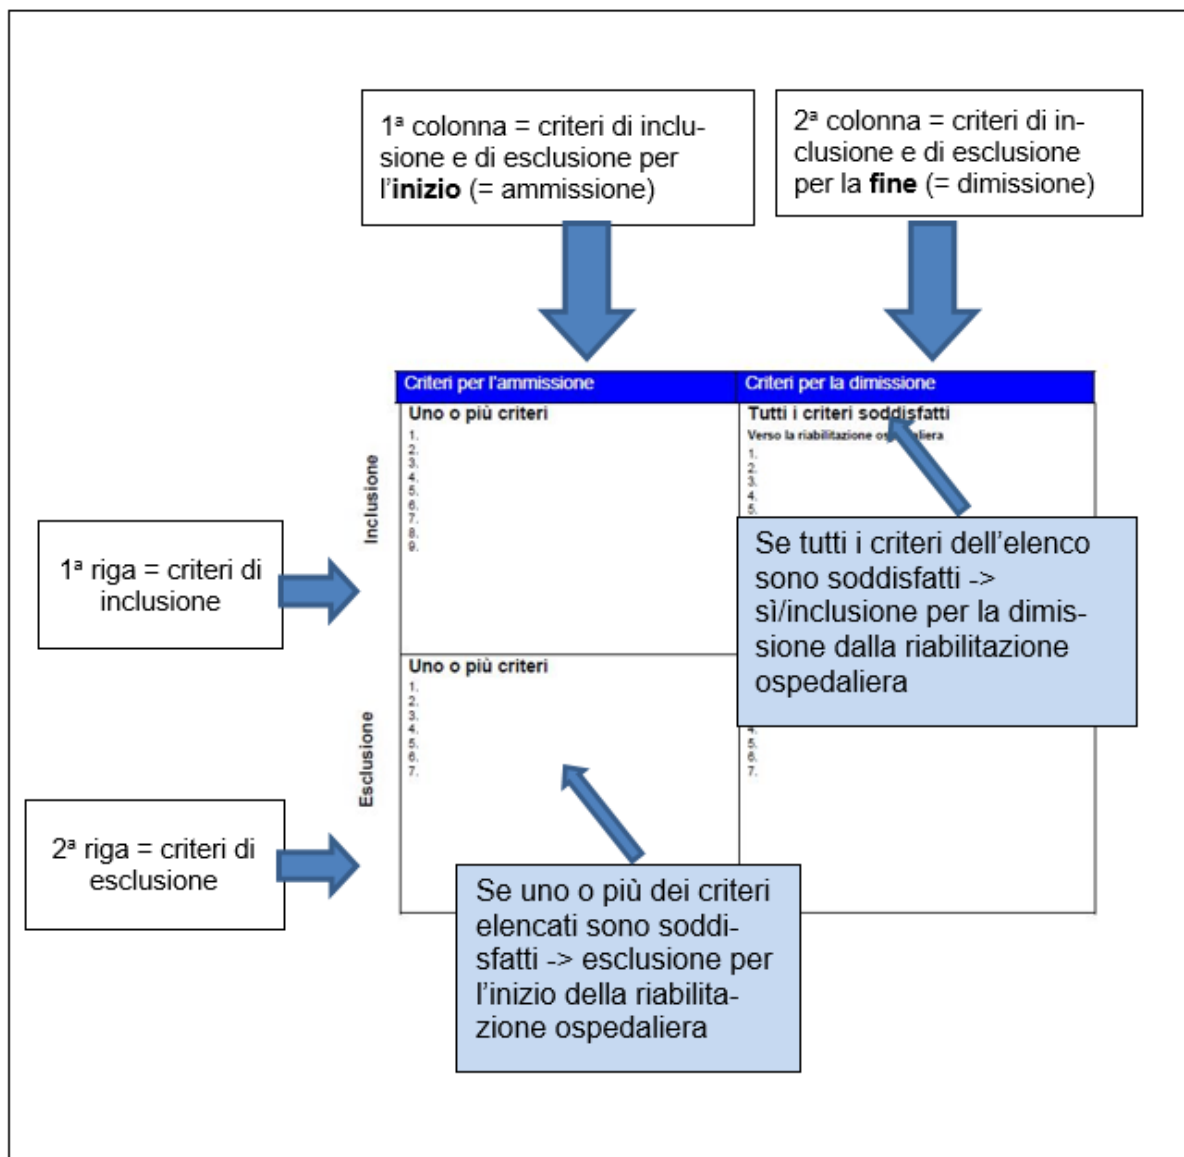 1ª colonna = criteri di inclu-
sione e di esclusione per
l'inizio (= ammissione)
2ª colonna = criteri di in-
clusione e di esclusione
per la fine (= dimissione)
Criteri per l'ammissione
Criteri per la dimissione
Inclusione
Uno o più criteri
1.
2.
3.
4.
5.
6.
7.
8.
9.
Tutti i criteri soddisfatti
Verso la riabilitazione
1.
2.
3.
4.
5.
1ª riga = criteri di
inclusione
Se tutti i criteri dell'elenco
sono soddisfatti ->
sì/inclusione per la dimis-
sione dalla riabilitazione
ospedaliera
Esclusione
Uno o più criteri
1.
2.
3.
4.
5.
6.
7.
4.
5.
6.
7.
2ª riga = criteri di
esclusione
Se uno o più dei criteri
elencati sono soddi-
sfatti -> esclusione per
l'inizio della riabilita-
zione ospedaliera